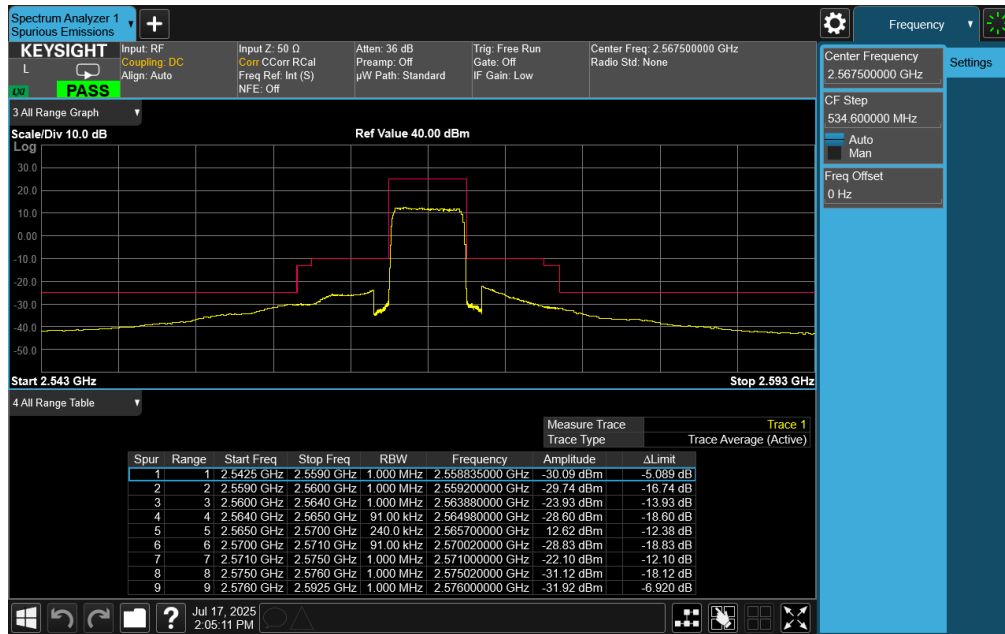 Spectrum Analyzer 1
Spurious Emissions
Frequency
KEYSIGHT
L
LXI
PASS
Input: RF
Coupling: DC
Align: Auto
Input Z: 50 Ω
Corr CCorr RCal
Freq Ref: Int (S)
NFE: Off
Atten: 36 dB
Preamp: Off
µW Path: Standard
Trig: Free Run
Gate: Off
IF Gain: Low
Center Freq: 2.567500000 GHz
Radio Std: None
Center Frequency
2.567500000 GHz
Settings
CF Step
534.600000 MHz
Auto
Man
Freq Offset
0 Hz
3 All Range Graph
Scale/Div 10.0 dB
Ref Value 40.00 dBm
Log
30.0
20.0
10.0
0.00
-10.0
-20.0
-30.0
-40.0
-50.0
Start 2.543 GHz
Stop 2.593 GHz
4 All Range Table
Measure Trace Trace 1
Trace Type Trace Average (Active)
Spur Range Start Freq Stop Freq RBW Frequency Amplitude ΔLimit
1 1 2.5425 GHz 2.5590 GHz 1.000 MHz 2.558835000 GHz -30.09 dBm -5.089 dB
2 2 2.5590 GHz 2.5600 GHz 1.000 MHz 2.559200000 GHz -29.74 dBm -16.74 dB
3 3 2.5600 GHz 2.5640 GHz 1.000 MHz 2.563880000 GHz -23.93 dBm -13.93 dB
4 4 2.5640 GHz 2.5650 GHz 91.00 kHz 2.564980000 GHz -28.60 dBm -18.60 dB
5 5 2.5650 GHz 2.5700 GHz 240.0 kHz 2.565700000 GHz 12.62 dBm -12.38 dB
6 6 2.5700 GHz 2.5710 GHz 91.00 kHz 2.570020000 GHz -28.83 dBm -18.83 dB
7 7 2.5710 GHz 2.5750 GHz 1.000 MHz 2.571000000 GHz -22.10 dBm -12.10 dB
8 8 2.5750 GHz 2.5760 GHz 1.000 MHz 2.575020000 GHz -31.12 dBm -18.12 dB
9 9 2.5760 GHz 2.5925 GHz 1.000 MHz 2.576000000 GHz -31.92 dBm -6.920 dB
?
Jul 17, 2025
2:05:11 PM